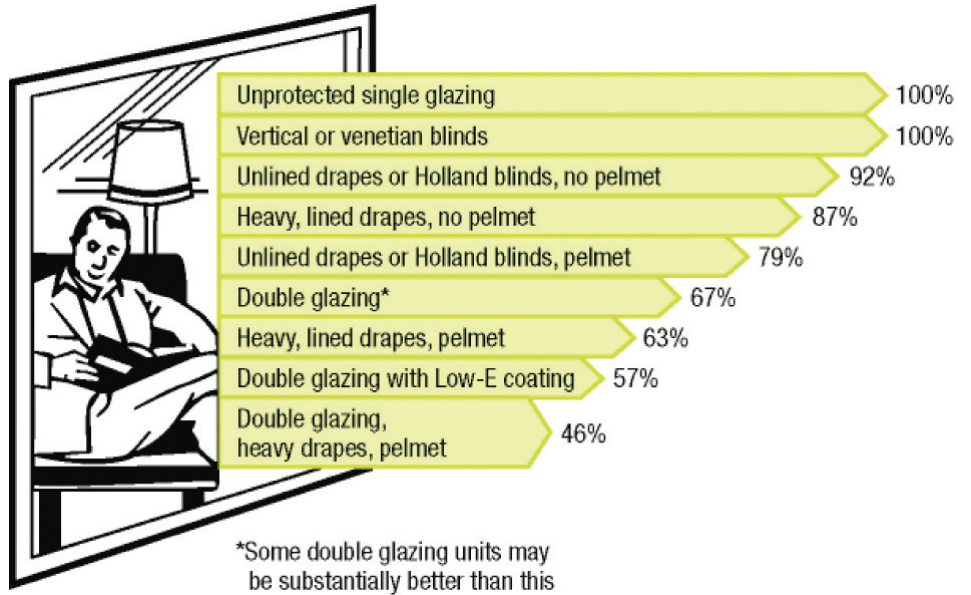 Unprotected single glazing 100%
Vertical or venetian blinds 100%
Unlined drapes or Holland blinds, no pelmet 92%
Heavy, lined drapes, no pelmet 87%
Unlined drapes or Holland blinds, pelmet 79%
Double glazing* 67%
Heavy, lined drapes, pelmet 63%
Double glazing with Low-E coating 57%
Double glazing,
heavy drapes, pelmet 46%
*Some double glazing units may
be substantially better than this